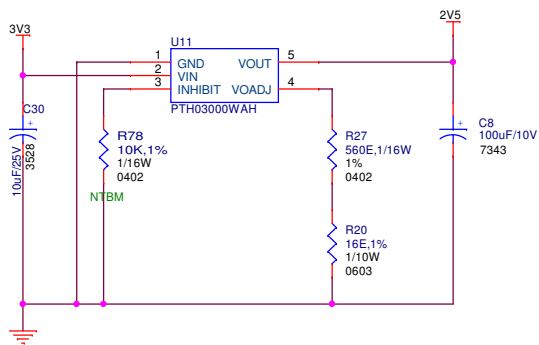 3V3
2V5
U11
1 GND VOUT 5
2 VIN
3 INHIBIT VOADJ 4
PTH03000WAH
C30
+
10uF/25V
3528
R78
10K,1%
1/16W
0402
NTBM
R27
560E,1/16W
1%
0402
C8
+
100uF/10V
7343
R20
16E,1%
1/10W
0603